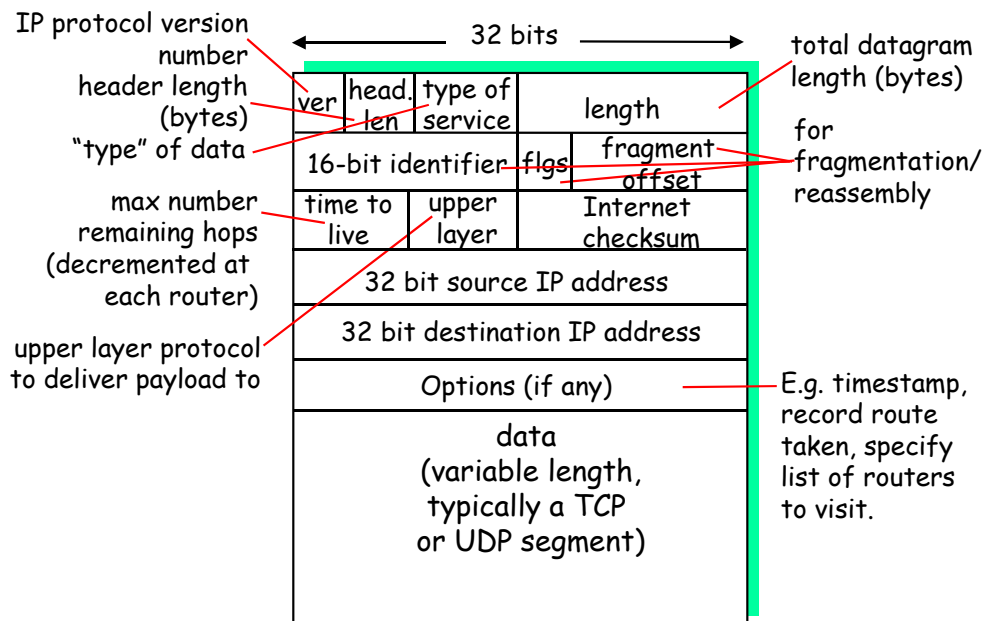 IP protocol version
number
header length
(bytes)
“type” of data
max number
remaining hops
(decremented at
each router)
upper layer protocol
to deliver payload to
32 bits
ver
head.
len
type of
service
length
16-bit identifier
flgs
fragment
offset
time to
live
upper
layer
Internet
checksum
32 bit source IP address
32 bit destination IP address
Options (if any)
data
(variable length,
typically a TCP
or UDP segment)
total datagram
length (bytes)
for
fragmentation/
reassembly
E.g. timestamp,
record route
taken, specify
list of routers
to visit.